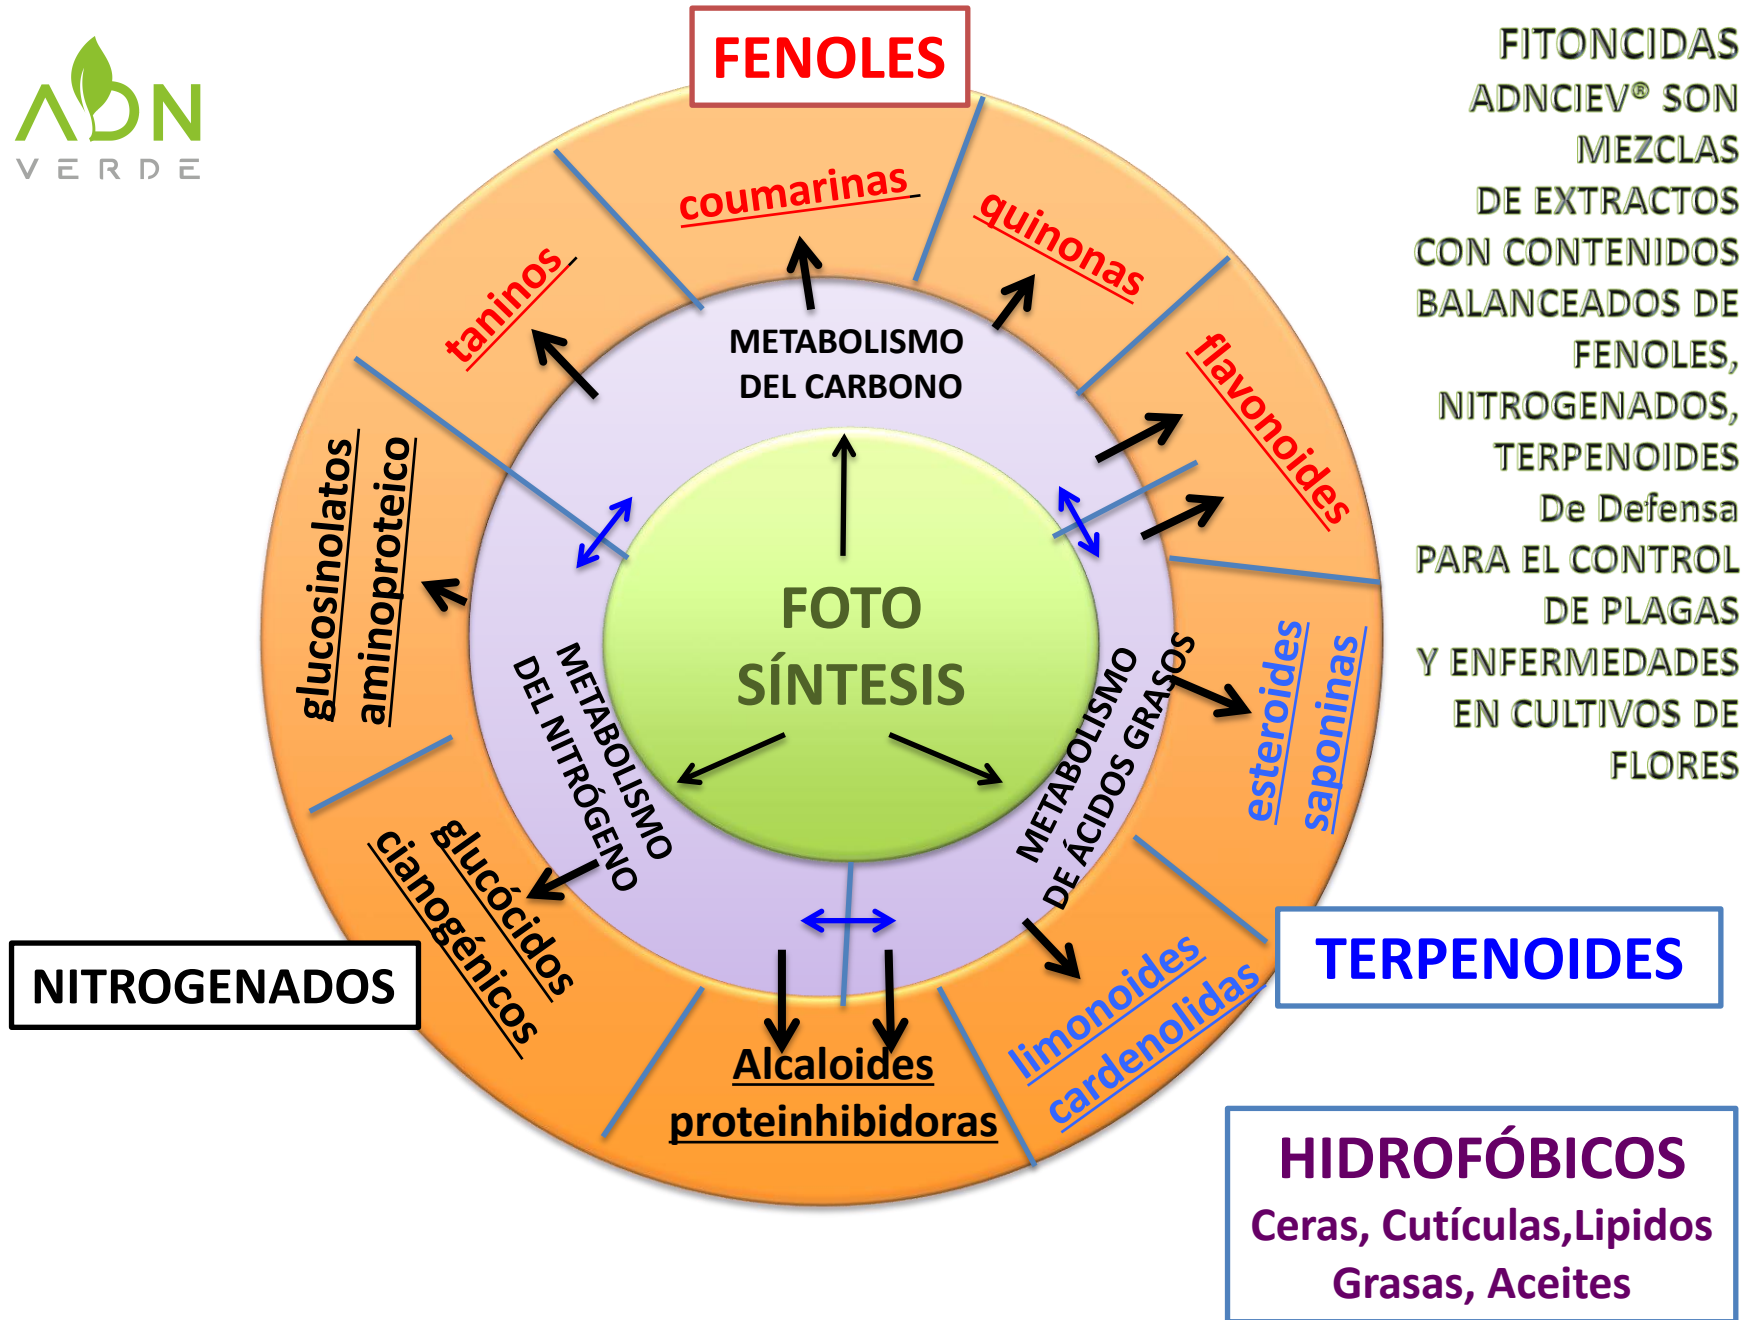 ADN
VERDE
FENOLES
FITONCIDAS
ADNCIEV® SON
MEZCLAS
DE EXTRACTOS
CON CONTENIDOS
BALANCEADOS DE
FENOLES,
NITROGENADOS,
TERPENOIDES
De Defensa
PARA EL CONTROL
DE PLAGAS
Y ENFERMEDADES
EN CULTIVOS DE
FLORES
taninos
coumarinas
quinonas
flavonoides
METABOLISMO
DEL CARBONO
glucosinolatos
aminoproteico
FOTO
SÍNTESIS
METABOLISMO
DEL NITRÓGENO
METABOLISMO
DE ÁCIDOS GRASOS
esteroides
saponinas
glucócidos
cianogénicos
limonoides
cardenolidas
Alcaloides
proteinhibidoras
NITROGENADOS
TERPENOIDES
HIDROFÓBICOS
Ceras, Cutículas,Lipidos
Grasas, Aceites